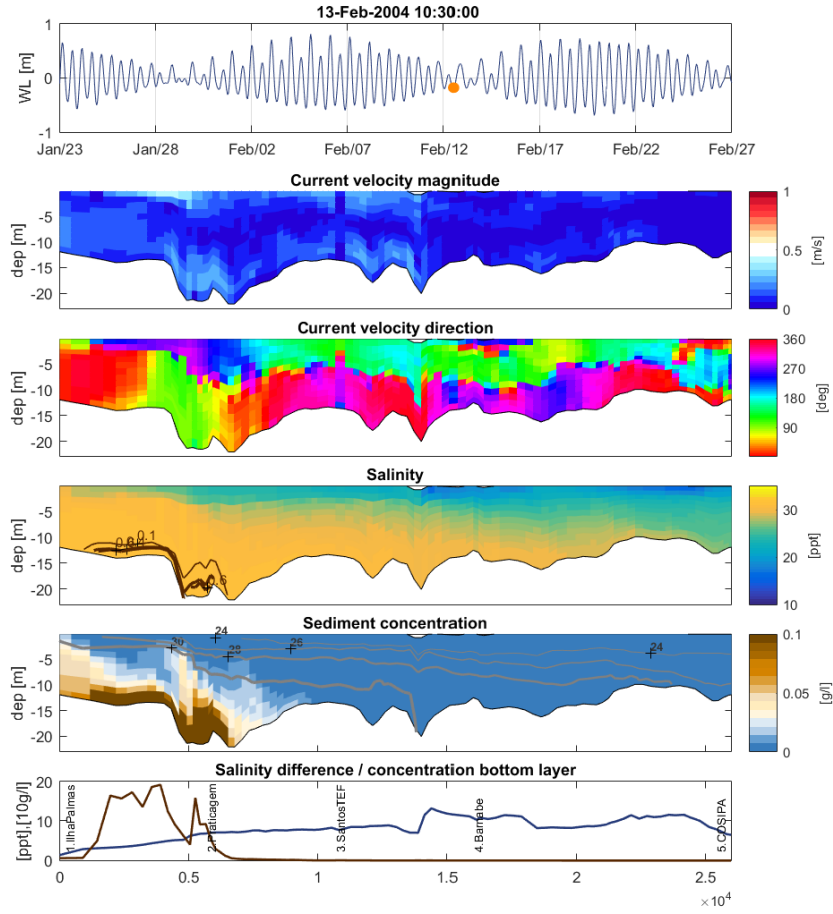 13-Feb-2004 10:30:00
WL [m]
1
0
-1
Jan/23 Jan/28 Feb/02 Feb/07 Feb/12 Feb/17 Feb/22 Feb/27
Current velocity magnitude
dep [m]
-5
-10
-15
-20
1
0.5
0
[m/s]
Current velocity direction
dep [m]
-5
-10
-15
-20
360
270
180
90
[deg]
Salinity
dep [m]
-5
-10
-15
-20
0.1
0.6
30
20
10
[ppt]
Sediment concentration
dep [m]
-5
-10
-15
-20
30
24
28
26
24
0.1
0.05
0
[g/l]
Salinity difference / concentration bottom layer
[ppt],[10g/l]
20
10
0
1.IlhaPalmas
2.Praticagem
3.SantosTEF
4.Barnabe
5.COSIPA
0 0.5 1 1.5 2 2.5
×10⁴